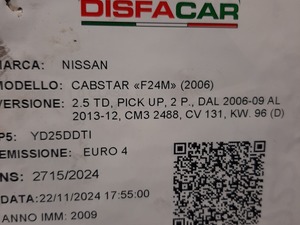 DISFACAR
MARCA: NISSAN
MODELLO: CABSTAR «F24M» (2006)
VERSIONE: 2.5 TD, PICK UP, 2 P., DAL 2006-09 AL
2013-12, CM3 2488, CV 131, KW. 96 (D)
P5: YD25DDTI
EMISSIONE: EURO 4
NS: 2715/2024
DATA: 22/11/2024 17:55:00
ANNO IMM: 2009